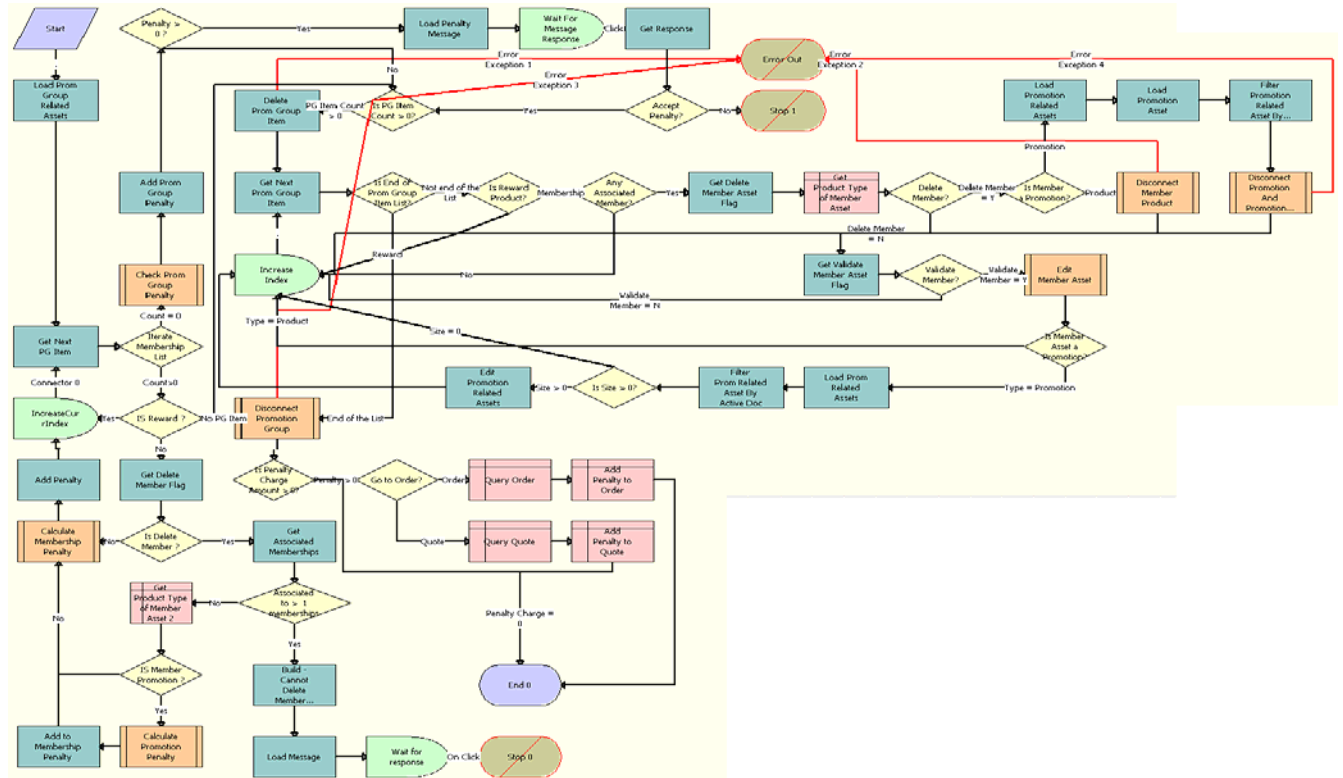 Start
Penalty >
0 ?
Yes
Load Penalty
Message
Wait For
Message
Response
Click
Get Response
Error Out
Error
Exception 1
Error
Exception 2
Error
Exception 3
Error
Exception 4
Load Prom
Group
Related
Assets
No
Delete
Prom Group
Item
PG Item Count
> 0
Is PG Item
Count > 0?
Yes
Accept
Penalty?
No
Stop 1
Load
Promotion
Related
Assets
Load
Promotion
Asset
Filter
Promotion
Related
Asset By...
Promotion
Add Prom
Group
Penalty
Get Next
Prom Group
Item
Is End of
Prom Group
Item List?
Not end of the
List
Is Reward
Product?
Membership
Any
Associated
Member?
Yes
Get Delete
Member Asset
Flag
Get
Product Type
of Member
Asset
Delete
Member?
Delete Member
= Y
Is Member
Promotion?
Product
Disconnect
Member
Product
Disconnect
Promotion
And
Promotion...
Delete Member
= N
Reward
No
Increase
Index
Check Prom
Group
Penalty
Get Validate
Member Asset
Flag
Validate
Member?
Validate
Member = Y
Edit
Member Asset
Validate
Member = N
Count = 0
Type = Product
Size = 0
Get Next
PG Item
Iterate
Membership
List
Is Member
Asset a
Promotion?
Connector 0
Count>0
Edit
Promotion
Related
Assets
Size > 0
Is Size > 0?
Filter
Prom Related
Asset By
Active Doc
Load Prom
Related
Assets
Type = Promotion
IncreaseCur
rIndex
Yes
IS Reward ?
No PG Item
Disconnect
Promotion
Group
End of the List
No
Add Penalty
Get Delete
Member Flag
Is Penalty
Charge
Amount > 0?
Penalty > 0
Go to Order?
Order
Query Order
Add
Penalty to
Order
Calculate
Membership
Penalty
No
Is Delete
Member ?
Yes
Get
Associated
Memberships
Quote
Query Quote
Add
Penalty to
Quote
Get
Product Type
of Member
Asset 2
No
Associated
to > 1
memberships
Penalty Charge =
0
No
Yes
IS Member
Promotion ?
Build -
Cannot
Delete
Member...
End 0
Yes
Add to
Membership
Penalty
Calculate
Promotion
Penalty
Load Message
Wait for
response
On Click
Stop 0